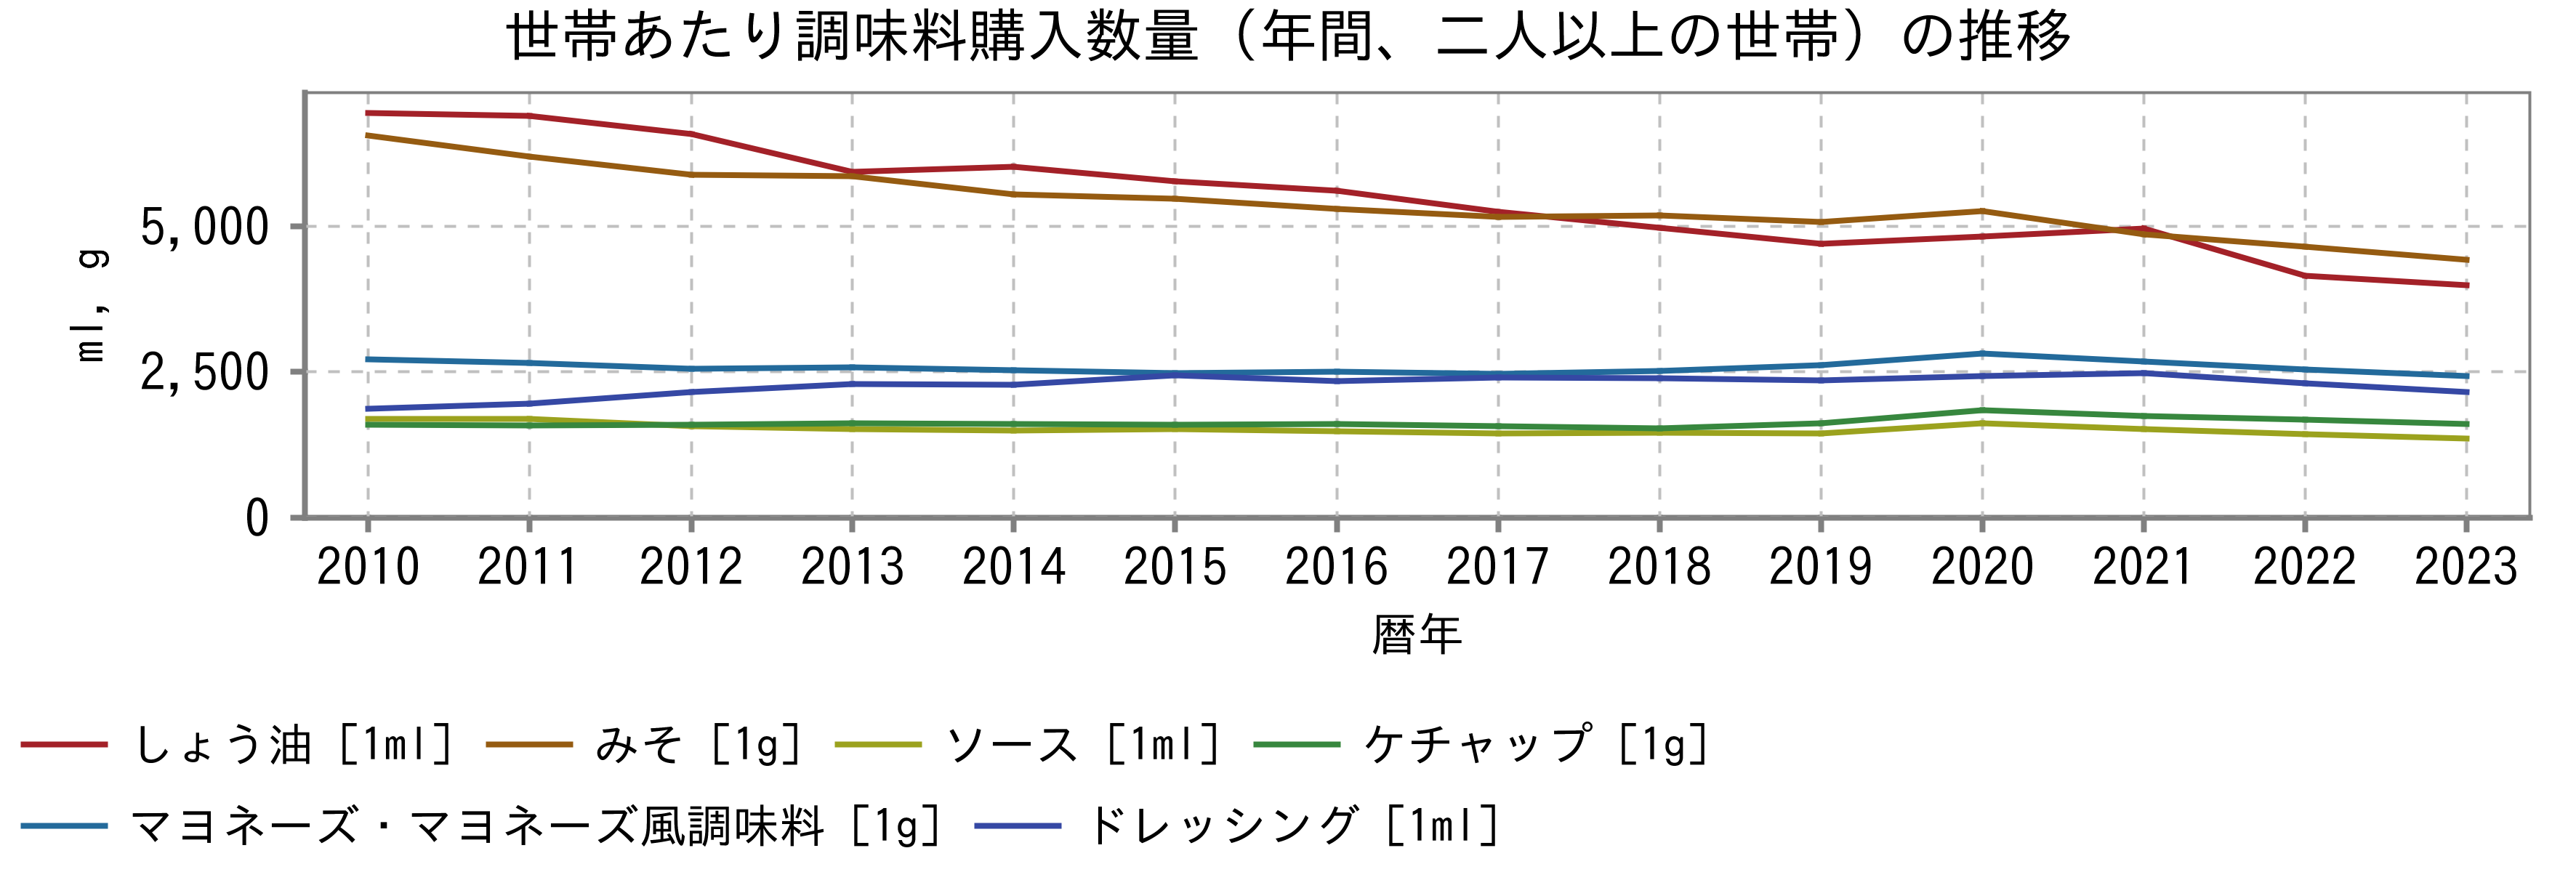 世帯あたり調味料購入数量（年間、二人以上の世帯）の推移
ml, g
5,000
2,500
0
2010 2011 2012 2013 2014 2015 2016 2017 2018 2019 2020 2021 2022 2023
暦年
しょう油［1ml］ みそ［1g］ ソース［1ml］ ケチャップ［1g］
マヨネーズ・マヨネーズ風調味料［1g］ ドレッシング［1ml］